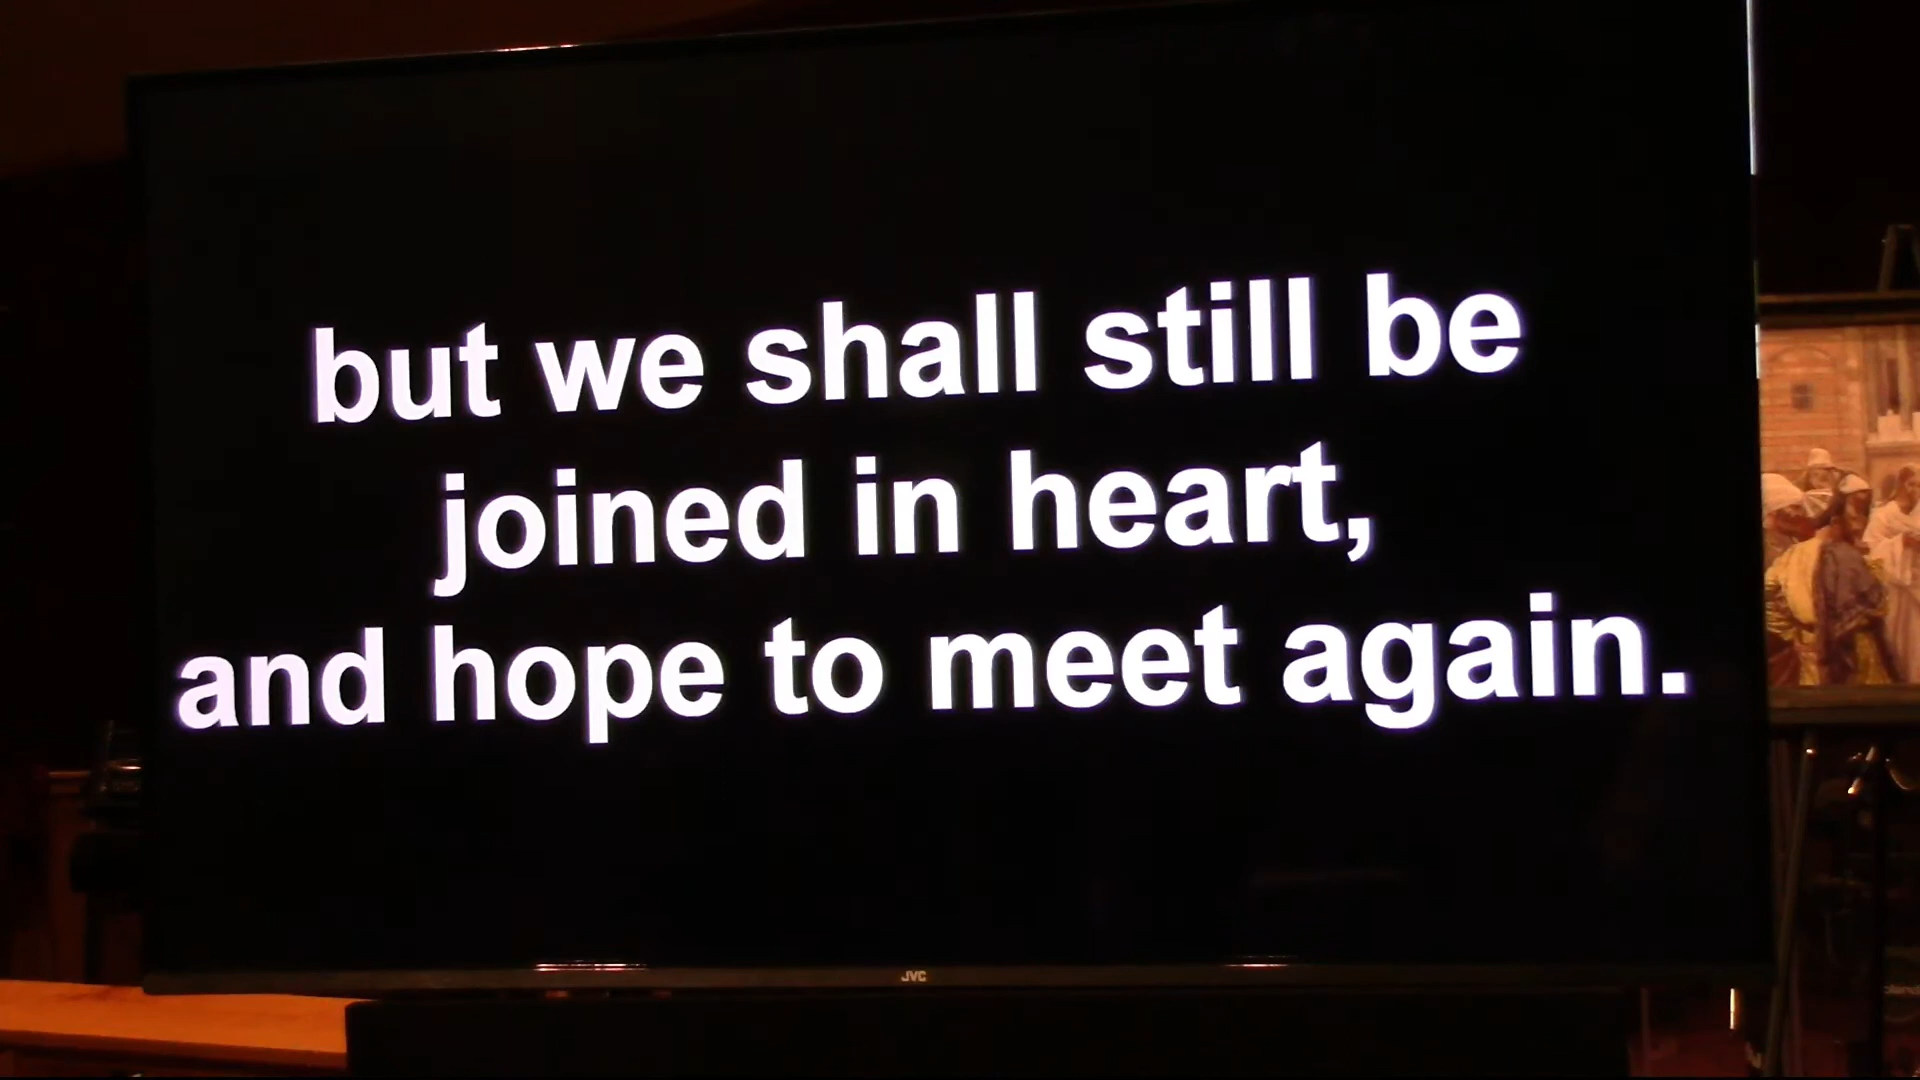 but we shall still be
joined in heart,
and hope to meet again.
JVC